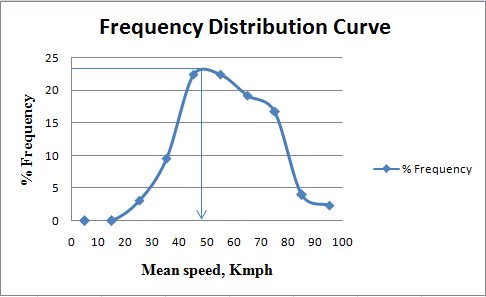 Frequency Distribution Curve
% Frequency
25
20
15
10
5
0
0 10 20 30 40 50 60 70 80 90 100
Mean speed, Kmph
% Frequency